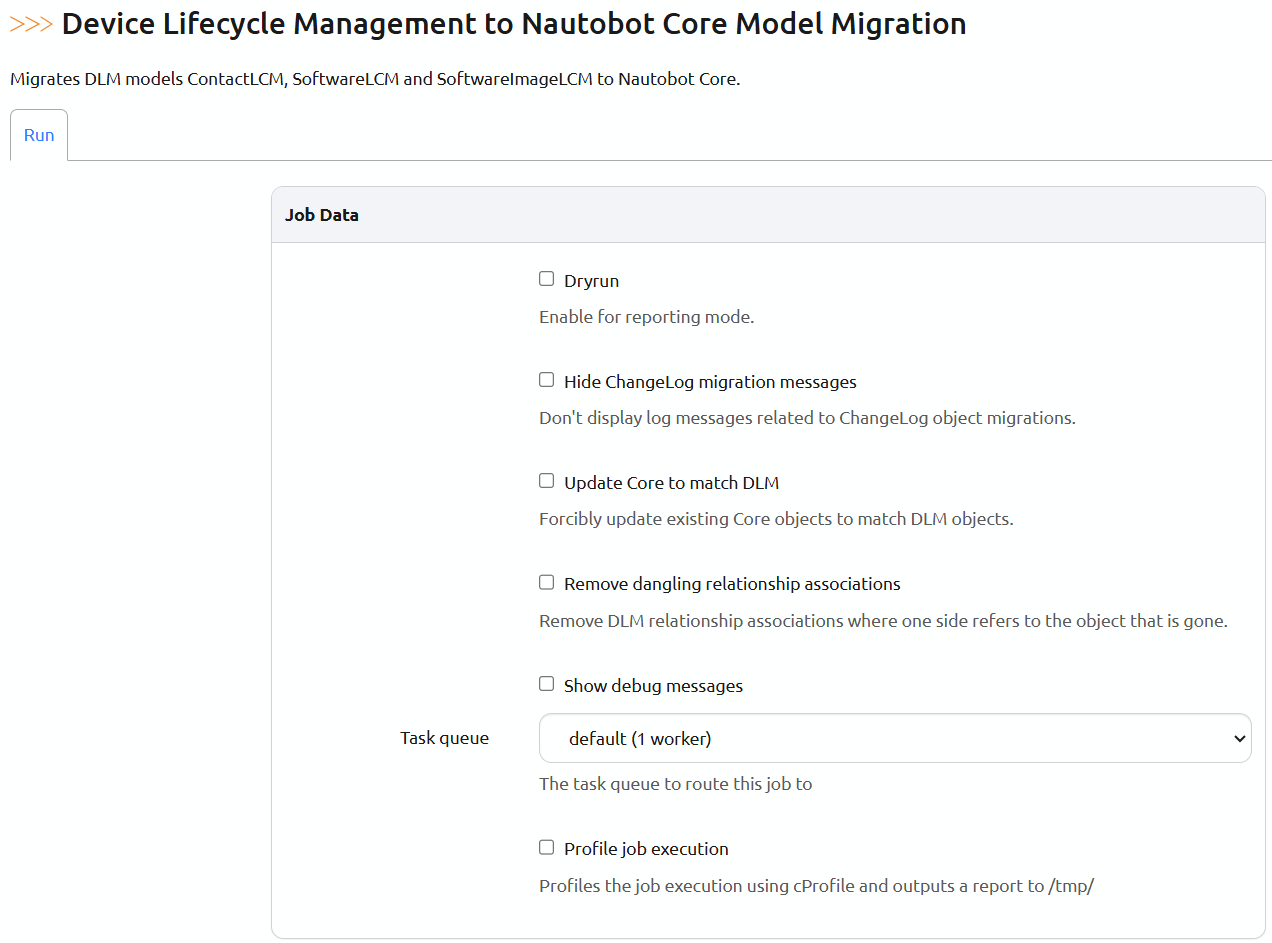 >>> Device Lifecycle Management to Nautobot Core Model Migration
Migrates DLM models ContactLCM, SoftwareLCM and SoftwareImageLCM to Nautobot Core.
Run
Job Data
Dryrun
Enable for reporting mode.
Hide ChangeLog migration messages
Don't display log messages related to ChangeLog object migrations.
Update Core to match DLM
Forcibly update existing Core objects to match DLM objects.
Remove dangling relationship associations
Remove DLM relationship associations where one side refers to the object that is gone.
Show debug messages
Task queue default (1 worker)
The task queue to route this job to
Profile job execution
Profiles the job execution using cProfile and outputs a report to /tmp/